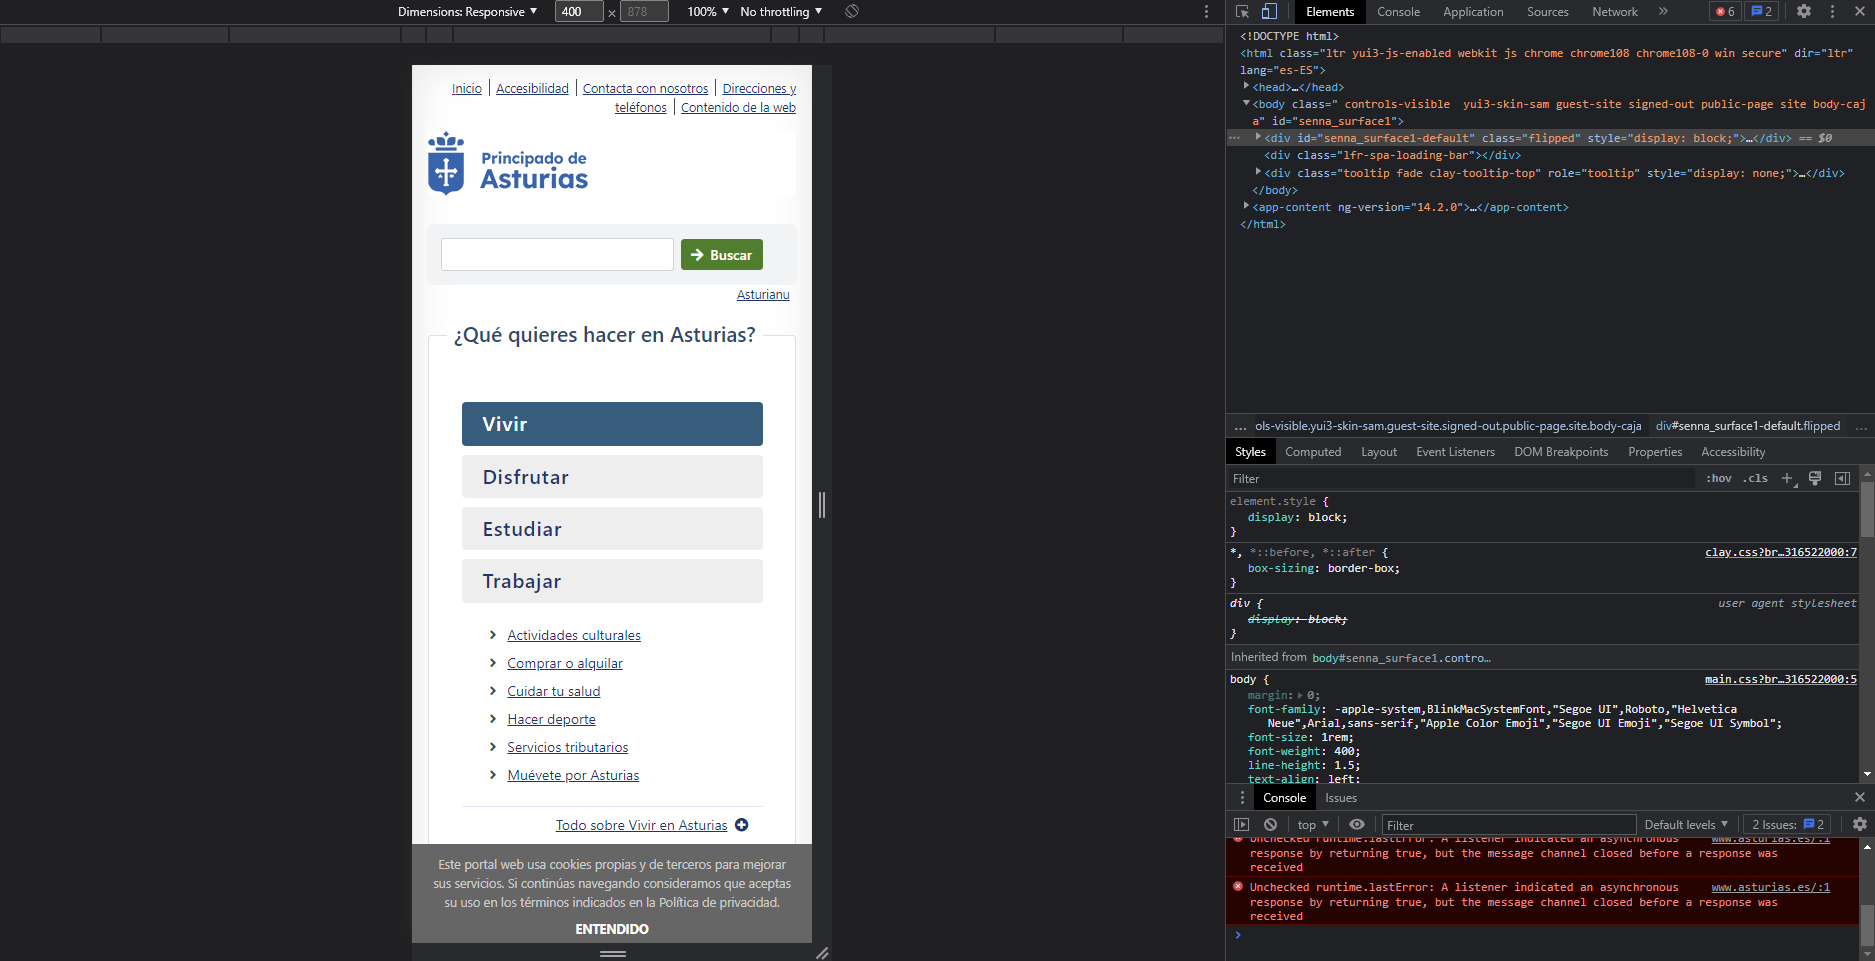 Dimensions: Responsive ▼ 400 × 878 100% ▼ No throttling ▼
Inicio | Accesibilidad | Contacta con nosotros | Direcciones y
teléfonos | Contenido de la web
Principado de
Asturias
Buscar
Asturianu
¿Qué quieres hacer en Asturias?
Vivir
Disfrutar
Estudiar
Trabajar
Actividades culturales
Comprar o alquilar
Cuidar tu salud
Hacer deporte
Servicios tributarios
Muévete por Asturias
Todo sobre Vivir en Asturias
Este portal web usa cookies propias y de terceros para mejorar
sus servicios. Si continúas navegando consideramos que aceptas
su uso en los términos indicados en la Política de privacidad.
ENTENDIDO
Elements Console Application Sources Network » 6 2
<!DOCTYPE html>
<html class="ltr yui3-js-enabled webkit js chrome chrome108 chrome108-0 win secure" dir="ltr"
lang="es-ES">
<head>…</head>
<body class=" controls-visible  yui3-skin-sam guest-site signed-out public-page site body-caj
a" id="senna_surface1">
<div id="senna_surface1-default" class="flipped" style="display: block;">…</div> == $0
<div class="lfr-spa-loading-bar"></div>
<div class="tooltip fade clay-tooltip-top" role="tooltip" style="display: none;">…</div>
</body>
<app-content ng-version="14.2.0">…</app-content>
</html>
… ols-visible.yui3-skin-sam.guest-site.signed-out.public-page.site.body-caja div#senna_surface1-default.flipped …
Styles Computed Layout Event Listeners DOM Breakpoints Properties Accessibility
Filter :hov .cls +
element.style {
display: block;
}
*, *::before, *::after { clay.css?br…316522000:7
box-sizing: border-box;
}
div { user agent stylesheet
display: block;
}
Inherited from body#senna_surface1.contro…
body { main.css?br…316522000:5
margin: 0;
font-family: -apple-system,BlinkMacSystemFont,"Segoe UI",Roboto,"Helvetica
Neue",Arial,sans-serif,"Apple Color Emoji","Segoe UI Emoji","Segoe UI Symbol";
font-size: 1rem;
font-weight: 400;
line-height: 1.5;
text-align: left;
Console Issues
top ▼ Filter Default levels ▼ 2 Issues: 2
Unchecked runtime.lastError: A listener indicated an asynchronous www.asturias.es/:1
response by returning true, but the message channel closed before a response was
received
Unchecked runtime.lastError: A listener indicated an asynchronous www.asturias.es/:1
response by returning true, but the message channel closed before a response was
received